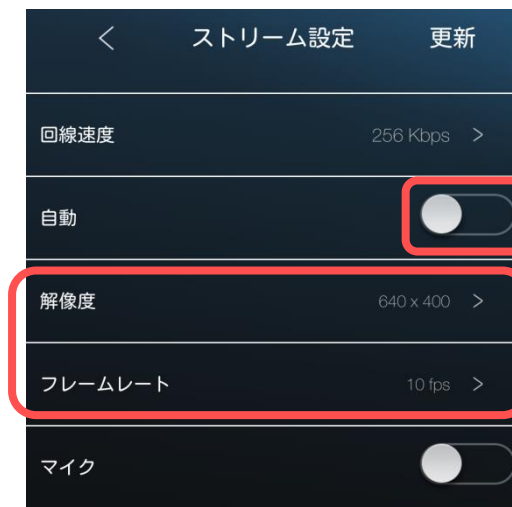 < ストリーム設定 更新
回線速度 256 Kbps >
自動
解像度 640 x 400 >
フレームレート 10 fps >
マイク